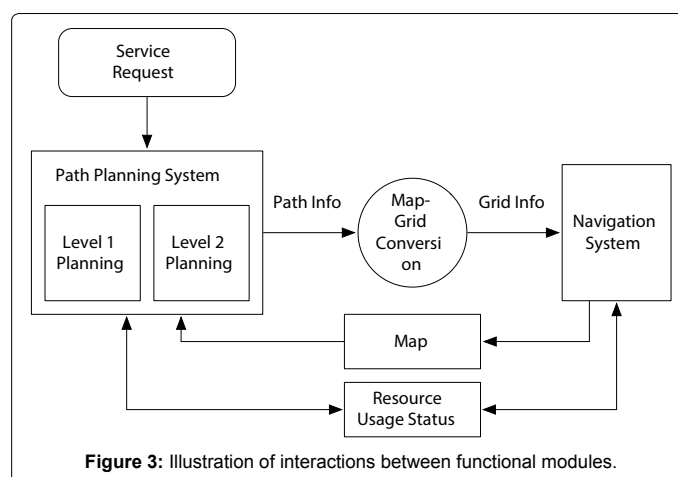 Service
Request
Path Planning System
Level 1
Planning
Level 2
Planning
Path Info
Map-
Grid
Conversi
on
Grid Info
Navigation
System
Map
Resource
Usage Status
Figure 3: Illustration of interactions between functional modules.